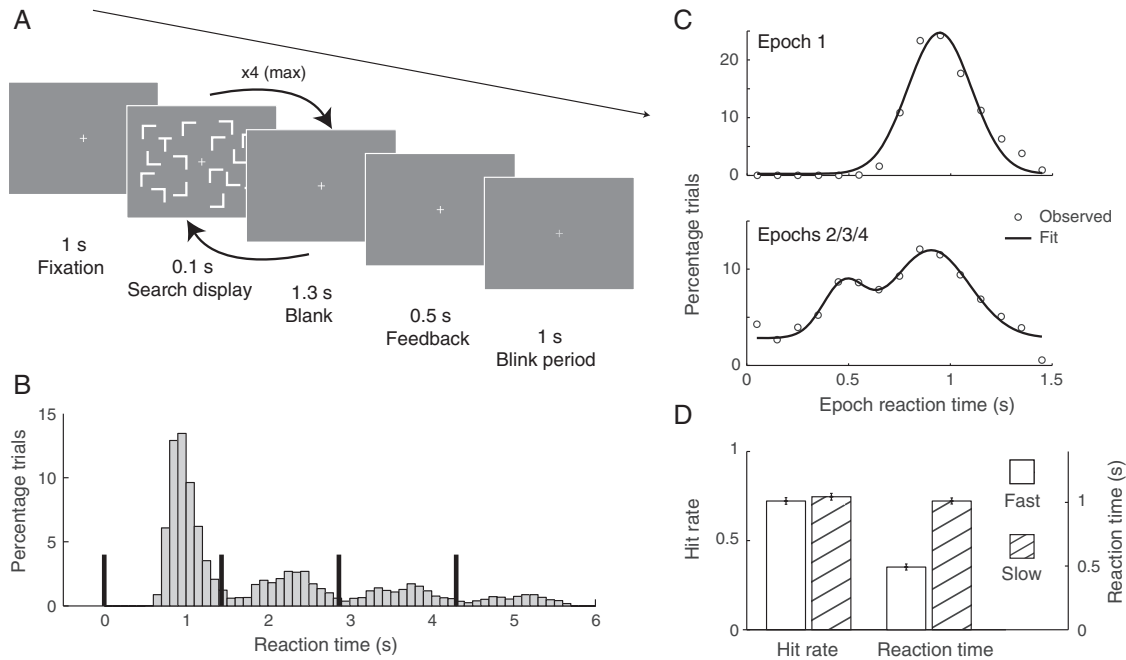 A
x4 (max)
1 s
Fixation
0.1 s
Search display
1.3 s
Blank
0.5 s
Feedback
1 s
Blink period
B
15
10
5
0
Percentage trials
0 1 2 3 4 5 6
Reaction time (s)
C
Epoch 1
20
10
0
Percentage trials
Epochs 2/3/4
Observed
Fit
10
0
0 0.5 1 1.5
Epoch reaction time (s)
D
1
0.5
0
Hit rate
Fast
Slow
1
0.5
0
Reaction time (s)
Hit rate Reaction time